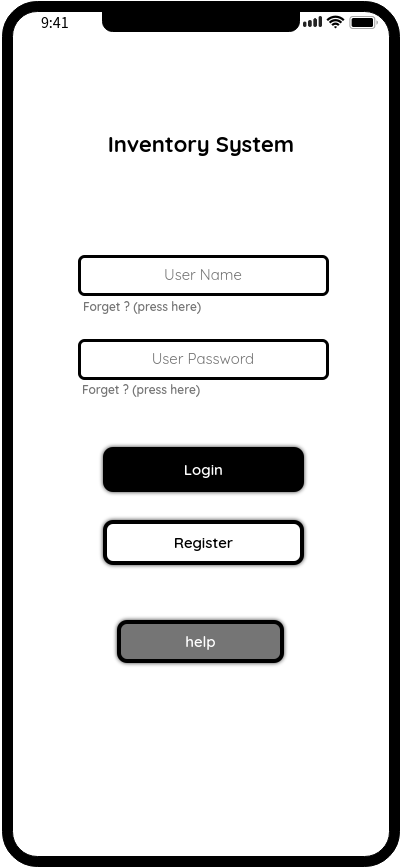 9:41
Inventory System
User Name
Forget ? (press here)
User Password
Forget ? (press here)
Login
Register
help